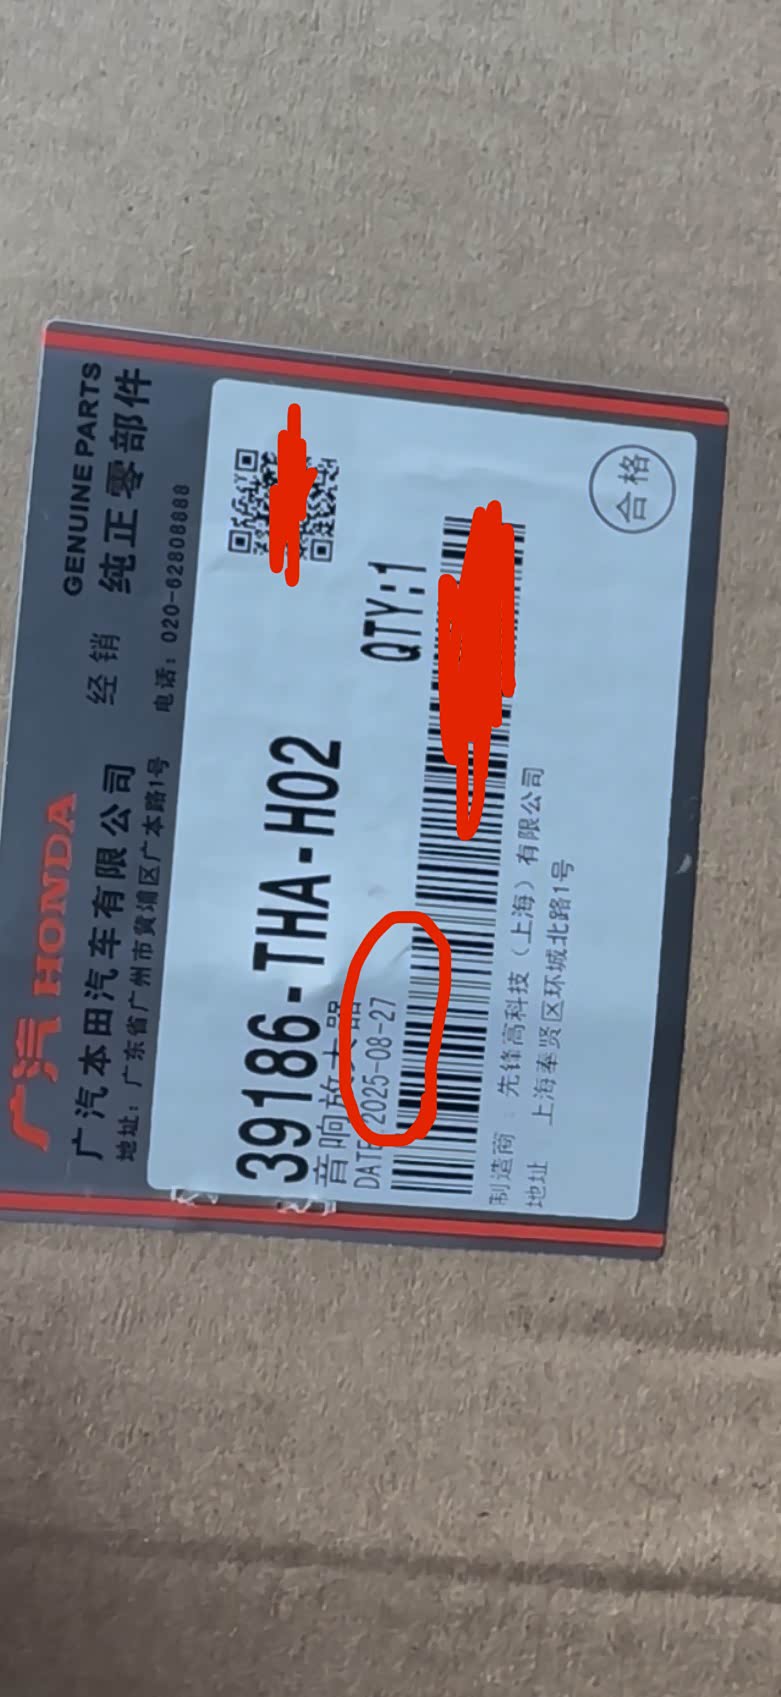 广汽 HONDA
GENUINE PARTS
广汽本田汽车有限公司 经销 纯正零部件
地址：广东省广州市黄埔区广本路1号 电话：020-62808888
39186-THA-H02
音响放大器
QTY:1
DATE:2025-08-27
制造商：先锋高科技（上海）有限公司
地址 上海奉贤区环城北路1号
合格